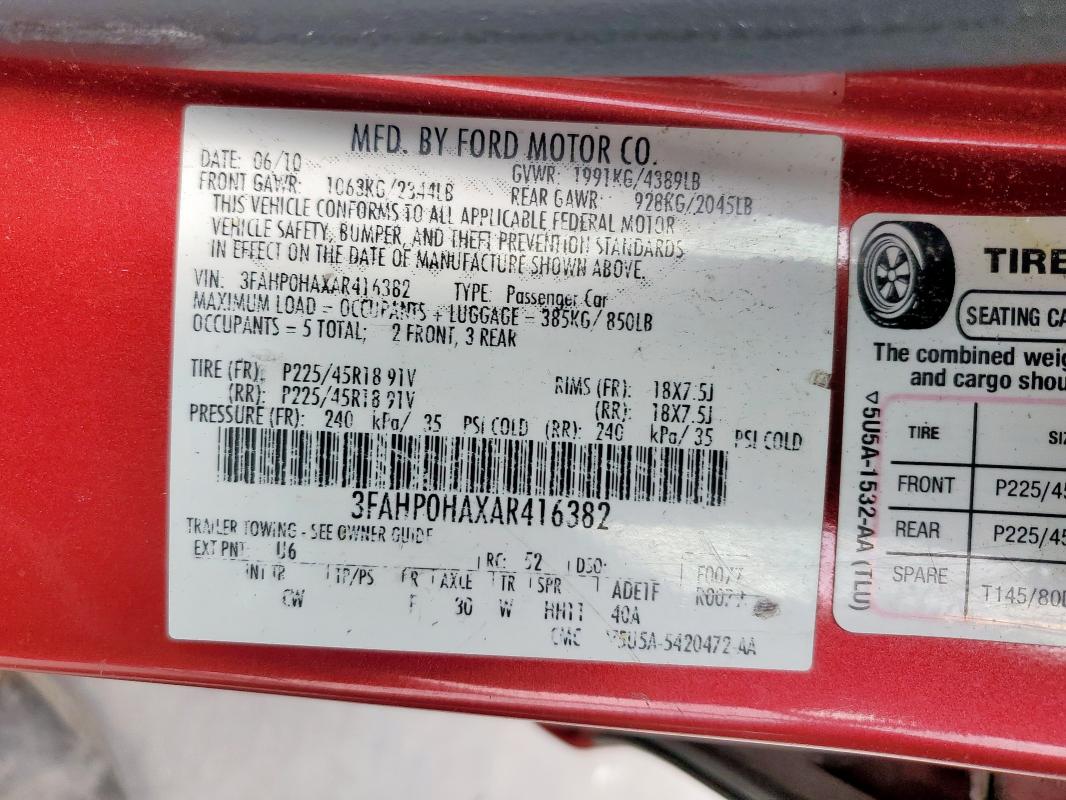 MFD. BY FORD MOTOR CO.
DATE: 06/10 GVWR: 1991KG/4389LB
FRONT GAWR: 1063KG/2344LB REAR GAWR: 928KG/2045LB
THIS VEHICLE CONFORMS TO ALL APPLICABLE FEDERAL MOTOR
VEHICLE SAFETY, BUMPER, AND THEFT PREVENTION STANDARDS
IN EFFECT ON THE DATE OF MANUFACTURE SHOWN ABOVE.
VIN: 3FAHP0HAXAR416382 TYPE: Passenger Car
MAXIMUM LOAD = OCCUPANTS + LUGGAGE = 385KG/850LB
OCCUPANTS = 5 TOTAL; 2 FRONT, 3 REAR
TIRE (FR): P225/45R18 91V RIMS (FR): 18X7.5J
(RR): P225/45R18 91V (RR): 18X7.5J
PRESSURE (FR): 240 kPa/ 35 PSI COLD (RR): 240 kPa/ 35 PSI COLD
3FAHP0HAXAR416382
TRAILER TOWING - SEE OWNER GUIDE
EXT PNT: U6 RC: 52 DSO:
INT TR TP/PS R AXLE TR SPR ADE1F
CW F 30 W HH11 40A
CMC 5U5A-5420472-AA
TIRE
SEATING CA
The combined weig
and cargo shou
TIRE SI
FRONT P225/45
REAR P225/45
SPARE T145/80
▽5U5A-1532-AA (TLU)